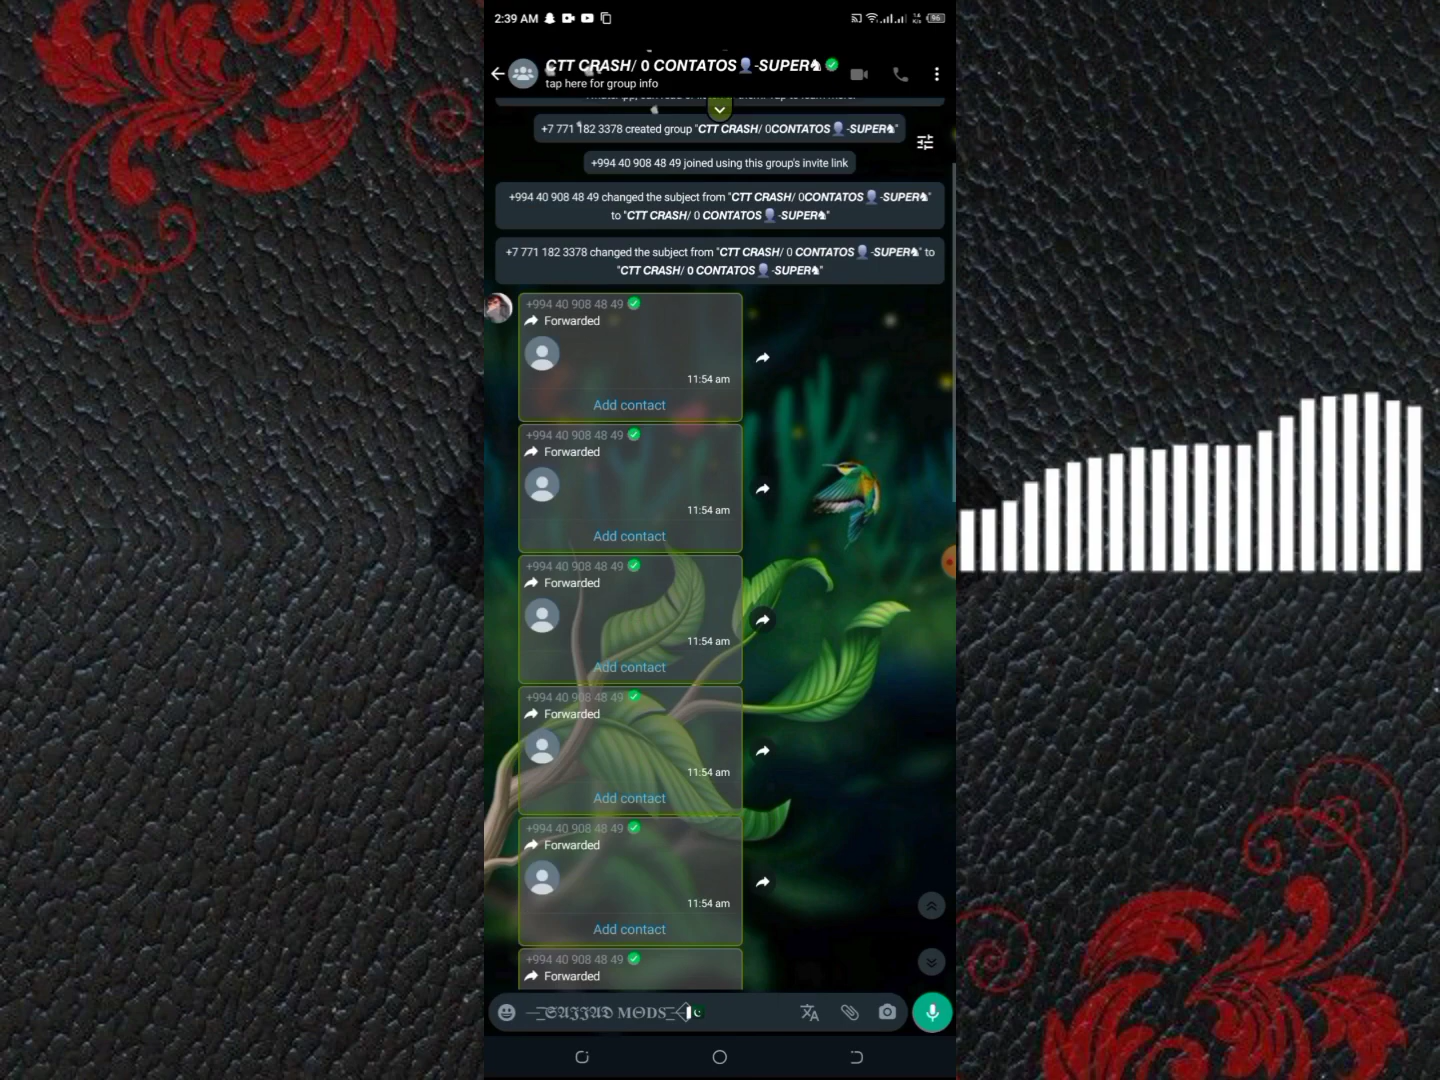 2:39 AM
96
CTT CRASH/ 0 CONTATOS👤-SUPER♞
tap here for group info
+7 771 182 3378 created group "CTT CRASH/ 0CONTATOS👤-SUPER♞"
+994 40 908 48 49 joined using this group's invite link
+994 40 908 48 49 changed the subject from "CTT CRASH/ 0CONTATOS👤-SUPER♞"
to "CTT CRASH/ 0 CONTATOS👤-SUPER♞"
+7 771 182 3378 changed the subject from "CTT CRASH/ 0 CONTATOS👤-SUPER♞" to
"CTT CRASH/ 0 CONTATOS👤-SUPER♞"
+994 40 908 48 49
Forwarded
11:54 am
Add contact
+994 40 908 48 49
Forwarded
11:54 am
Add contact
+994 40 908 48 49
Forwarded
11:54 am
Add contact
+994 40 908 48 49
Forwarded
11:54 am
Add contact
+994 40 908 48 49
Forwarded
11:54 am
Add contact
+994 40 908 48 49
Forwarded
𝕾𝕬𝕵𝕵𝕬𝕯 MΘDS